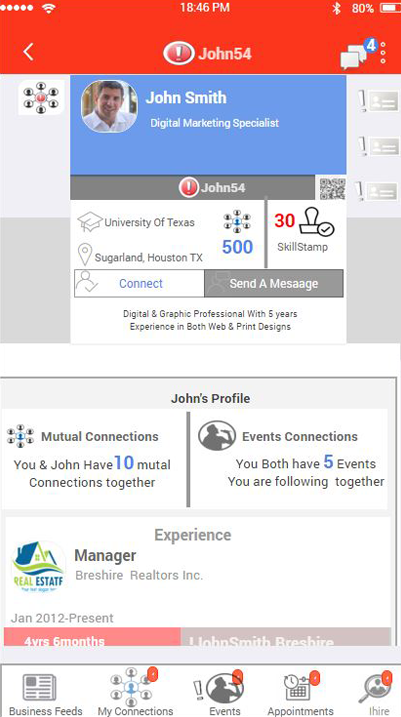 18:46 PM 80%
! John54 4
John Smith
Digital Marketing Specialist
! John54
University Of Texas
500
30
SkillStamp
Sugarland, Houston TX
Connect
Send A Mesaage
Digital & Graphic Professional With 5 years
Experience in Both Web & Print Designs
John's Profile
Mutual Connections
You & John Have 10 mutal
Connections together
Events Connections
You Both have 5 Events
You are following together
Experience
Manager
Breshire Realtors Inc.
REAL ESTATE
Jan 2012-Present
4yrs 6months
!JohnSmith Breshire
Business Feeds
My Connections
Events
Appointments
Ihire